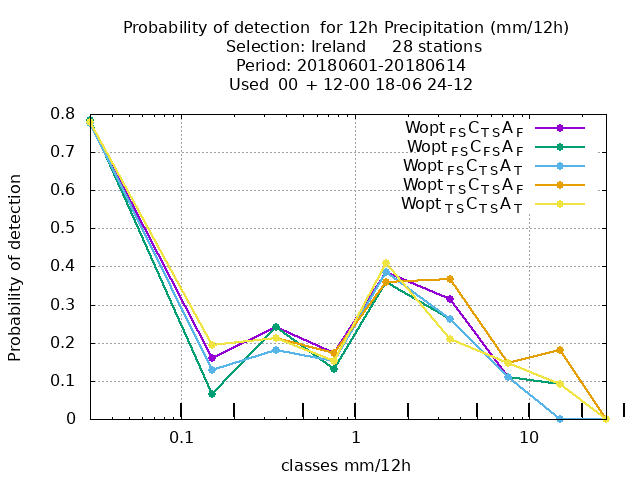 Probability of detection  for 12h Precipitation (mm/12h)
Selection: Ireland     28 stations
Period: 20180601-20180614
Used  00 + 12-00 18-06 24-12
Wopt FS C TS A F
Wopt FS C FS A F
Wopt FS C TS A T
Wopt TS C TS A F
Wopt TS C TS A T
Probability of detection
0.8
0.7
0.6
0.5
0.4
0.3
0.2
0.1
0
0.1 1 10
classes mm/12h